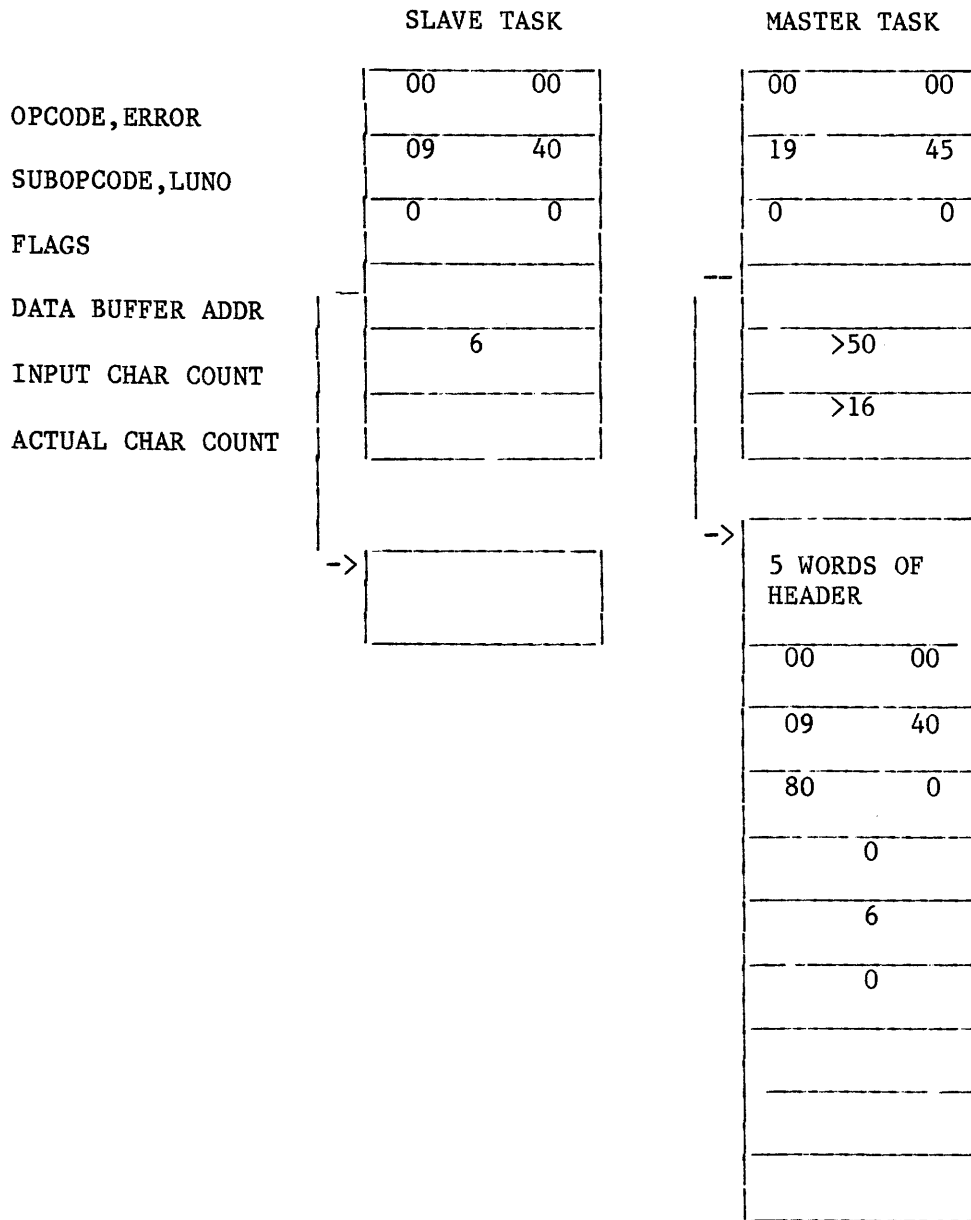 SLAVE TASK MASTER TASK
00 00 00 00
OPCODE,ERROR
09 40 19 45
SUBOPCODE,LUNO
0 0 0 0
FLAGS
DATA BUFFER ADDR
6 >50
INPUT CHAR COUNT
>16
ACTUAL CHAR COUNT
5 WORDS OF
HEADER
00 00
09 40
80 0
0
6
0